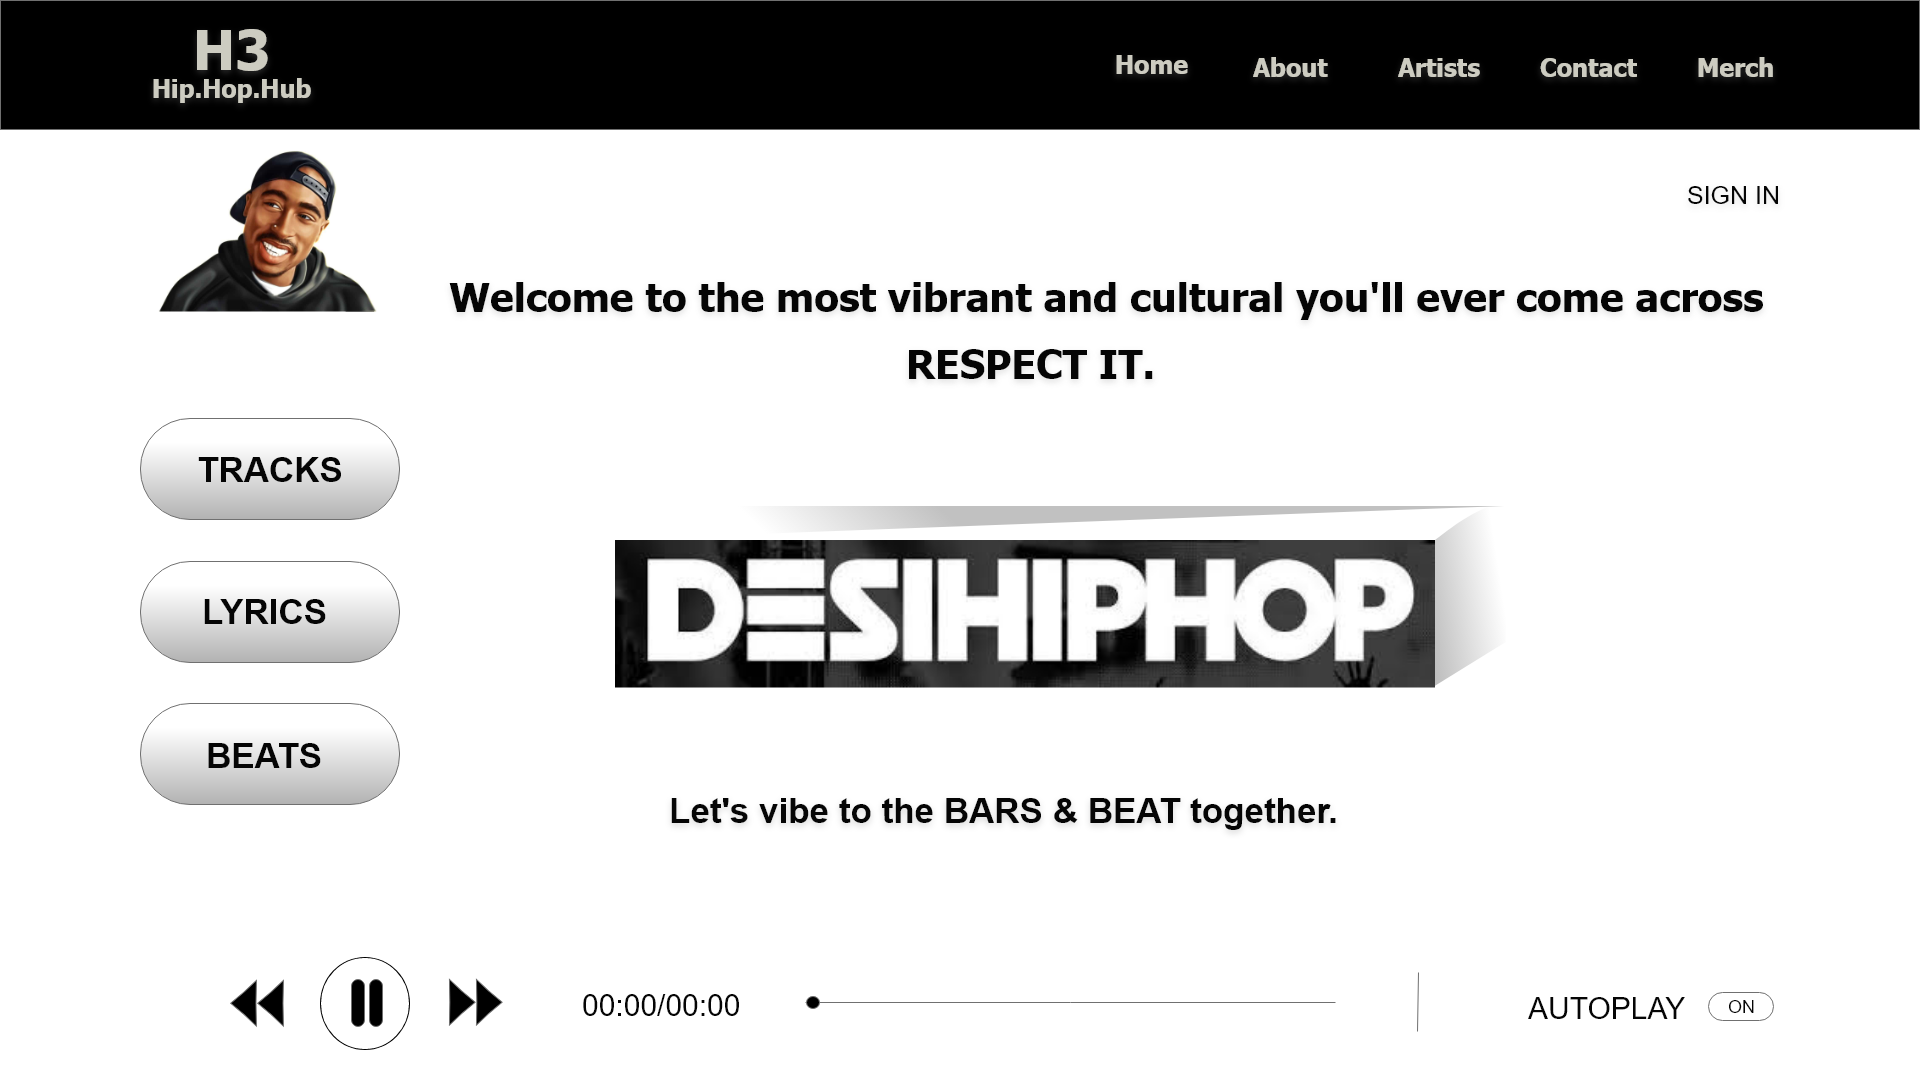 H3
Hip.Hop.Hub
Home
About
Artists
Contact
Merch
SIGN IN
Welcome to the most vibrant and cultural you'll ever come across
RESPECT IT.
TRACKS
LYRICS
BEATS
DESIHIPHOP
Let's vibe to the BARS & BEAT together.
00:00/00:00
AUTOPLAY
ON